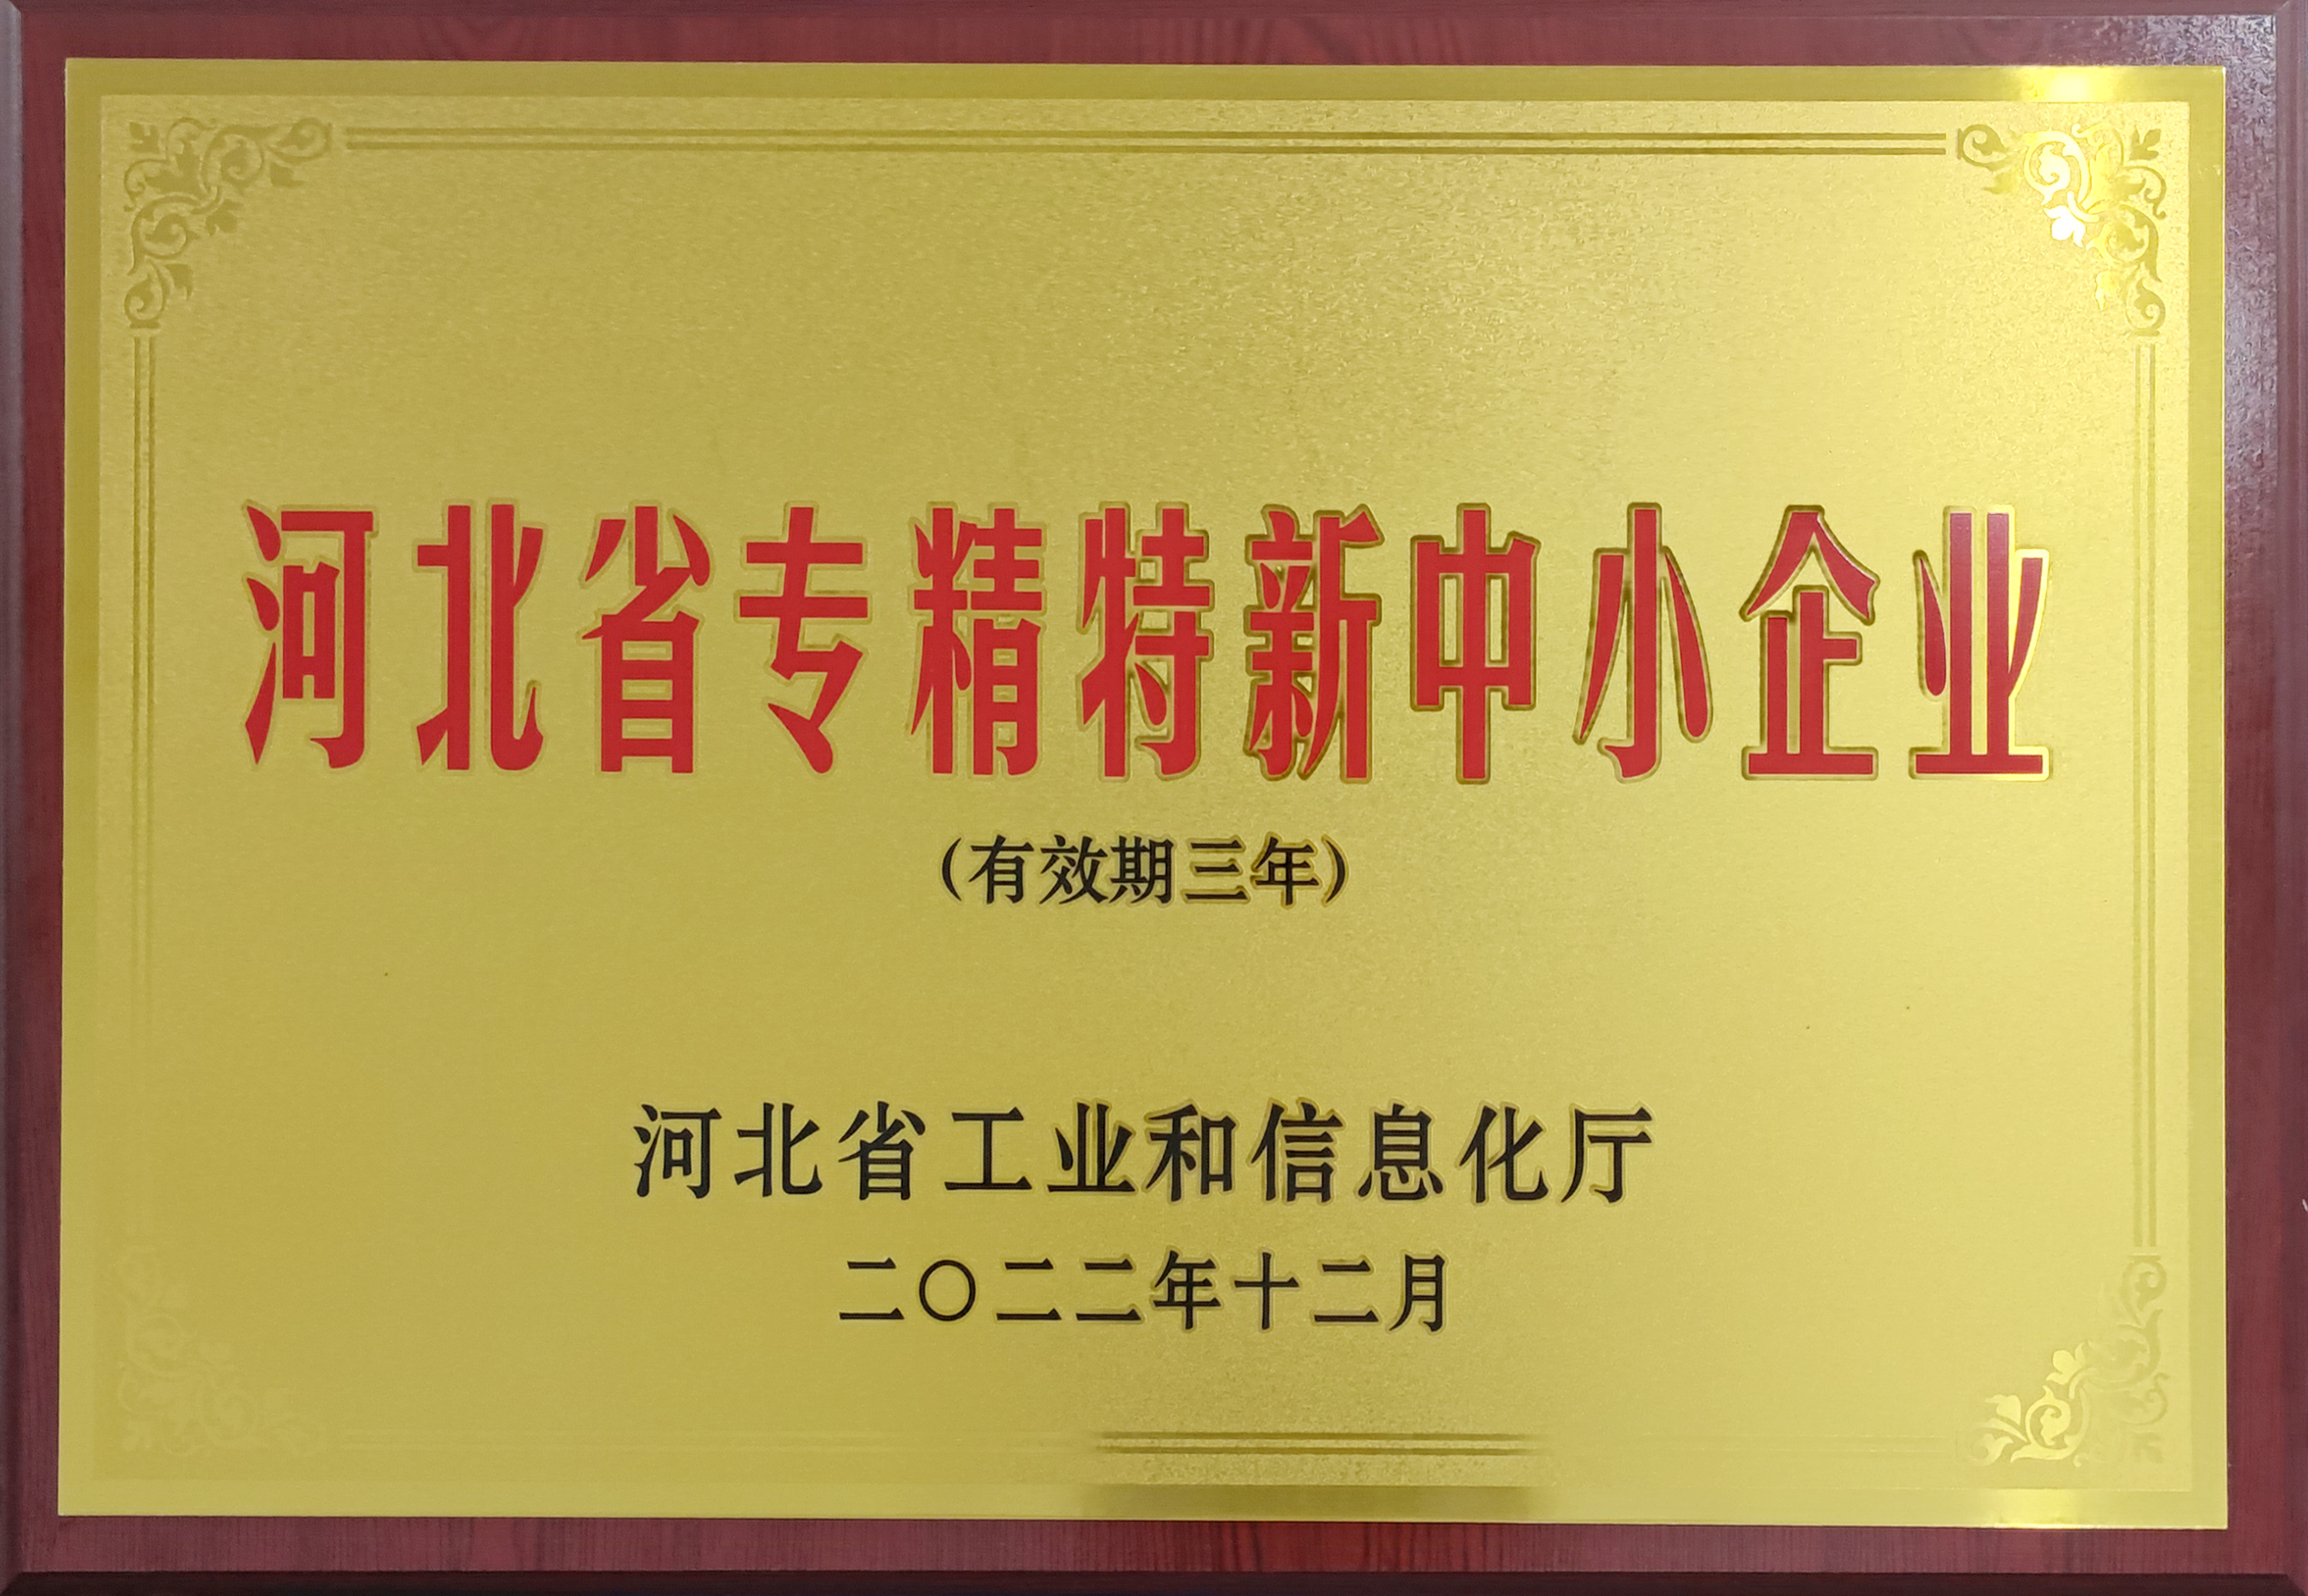 河北省专精特新中小企业
(有效期三年)
河北省工业和信息化厅
二〇二二年十二月